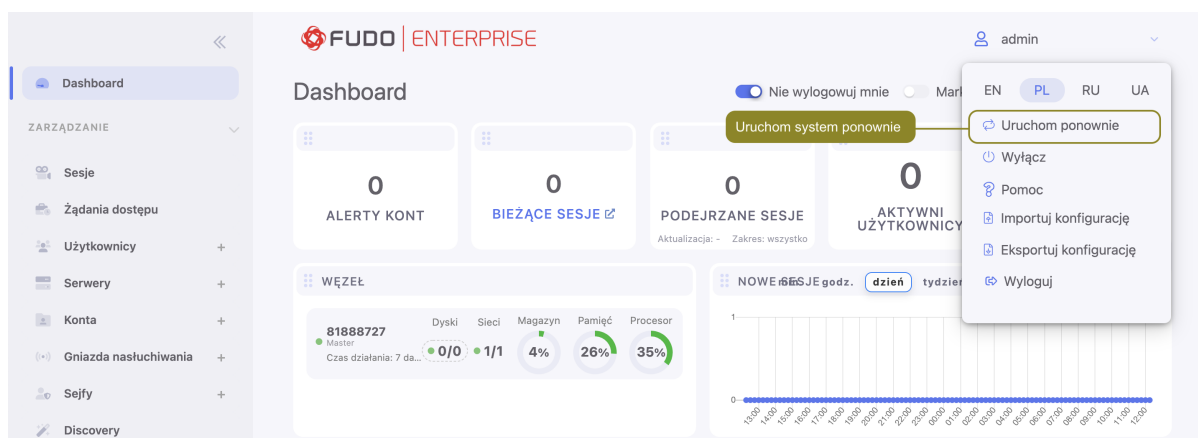 FUDO ENTERPRISE
admin
Dashboard
ZARZĄDZANIE
Sesje
Żądania dostępu
Użytkownicy +
Serwery +
Konta +
Gniazda nasłuchiwania +
Sejfy +
Discovery
Dashboard
Nie wylogowuj mnie
Uruchom system ponownie
EN PL RU UA
Uruchom ponownie
Wyłącz
Pomoc
Importuj konfigurację
Eksportuj konfigurację
Wyloguj
0
ALERTY KONT
0
BIEŻĄCE SESJE
0
PODEJRZANE SESJE
Aktualizacja: - Zakres: wszystko
0
AKTYWNI
UŻYTKOWNICY
WĘZEŁ
81888727
Master
Czas działania: 7 da...
Dyski Sieci Magazyn Pamięć Procesor
0/0 1/1 4% 26% 35%
NOWE SESJE godz. dzień
1
0
13:00 14:00 15:00 16:00 17:00 18:00 19:00 20:00 21:00 22:00 23:00 00:00 01:00 02:00 03:00 04:00 05:00 06:00 07:00 08:00 09:00 10:00 11:00 12:00